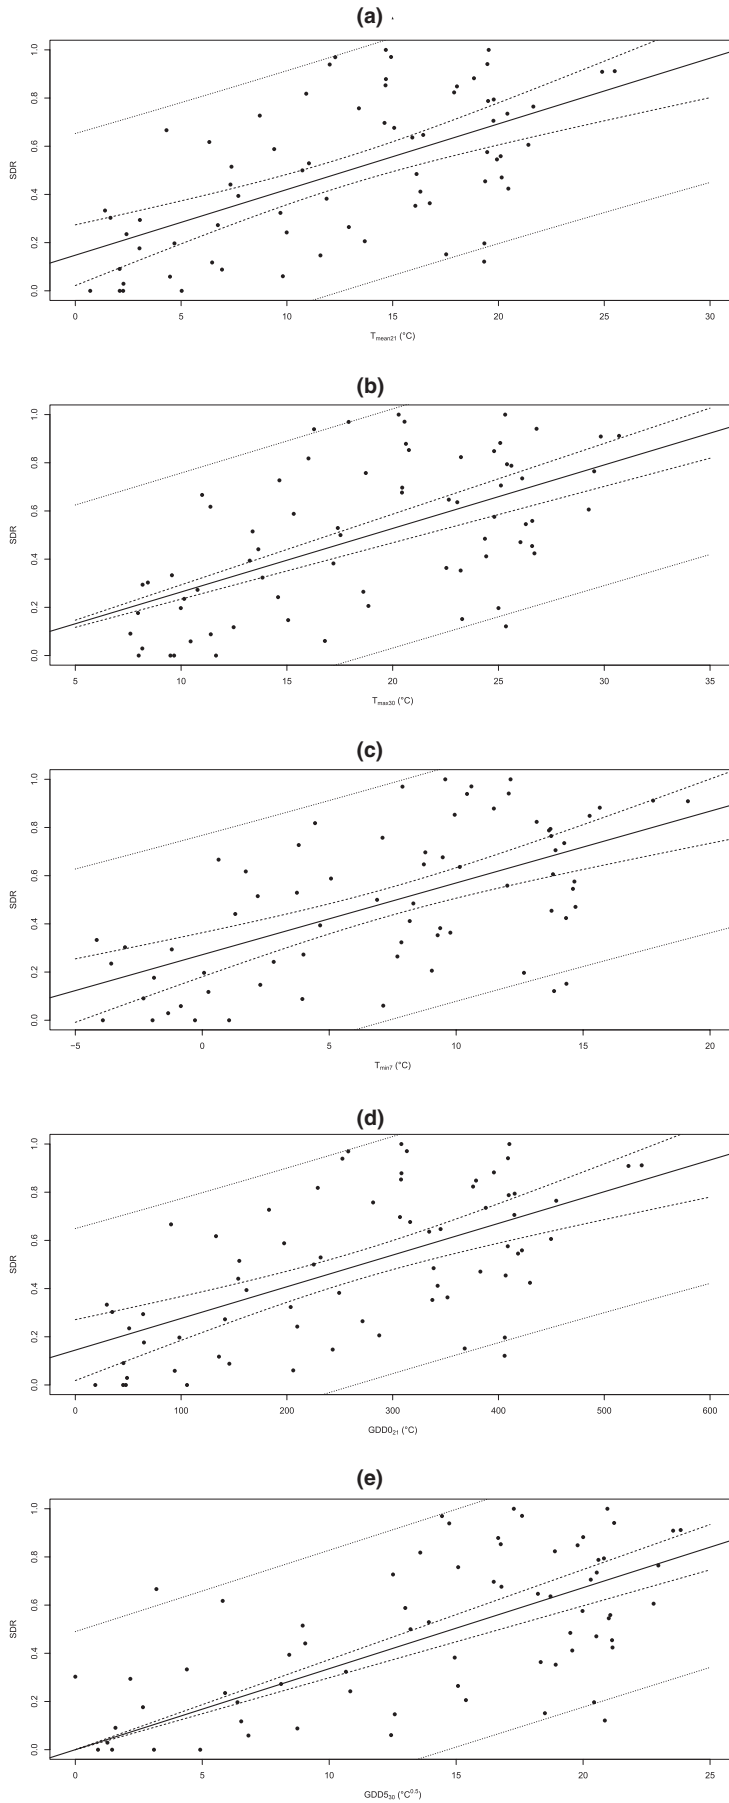 (a)
1.0
0.8
0.6
0.4
0.2
0.0
SDR
0 5 10 15 20 25 30
Tmean21 (°C)
(b)
1.0
0.8
0.6
0.4
0.2
0.0
SDR
5 10 15 20 25 30 35
Tmax30 (°C)
(c)
1.0
0.8
0.6
0.4
0.2
0.0
SDR
−5 0 5 10 15 20
Tmin7 (°C)
(d)
1.0
0.8
0.6
0.4
0.2
0.0
SDR
0 100 200 300 400 500 600
GDD0₂₁ (°C)
(e)
1.0
0.8
0.6
0.4
0.2
0.0
SDR
0 5 10 15 20 25
GDD5₃₀ (°C⁰·⁵)